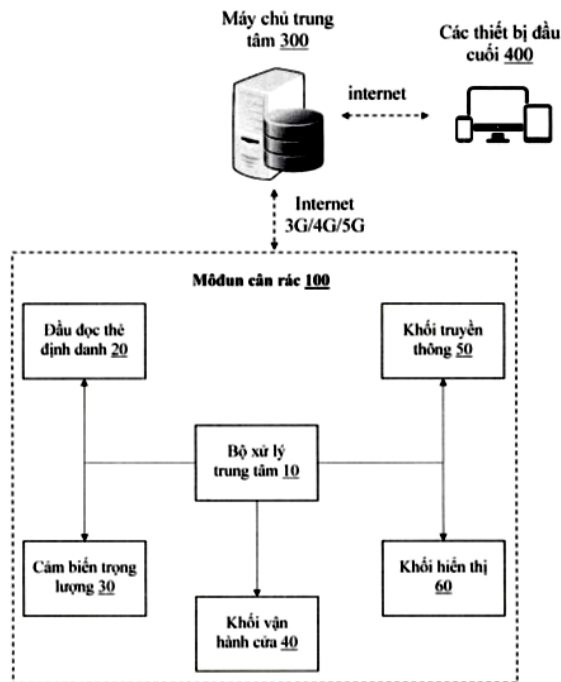 Máy chủ trung
tâm 300
Các thiết bị đầu
cuối 400
internet
Internet
3G/4G/5G
Môđun cân rác 100
Đầu đọc thẻ
định danh 20
Khối truyền
thông 50
Bộ xử lý
trung tâm 10
Cảm biến trọng
lượng 30
Khối hiển thị
60
Khối vận
hành cửa 40